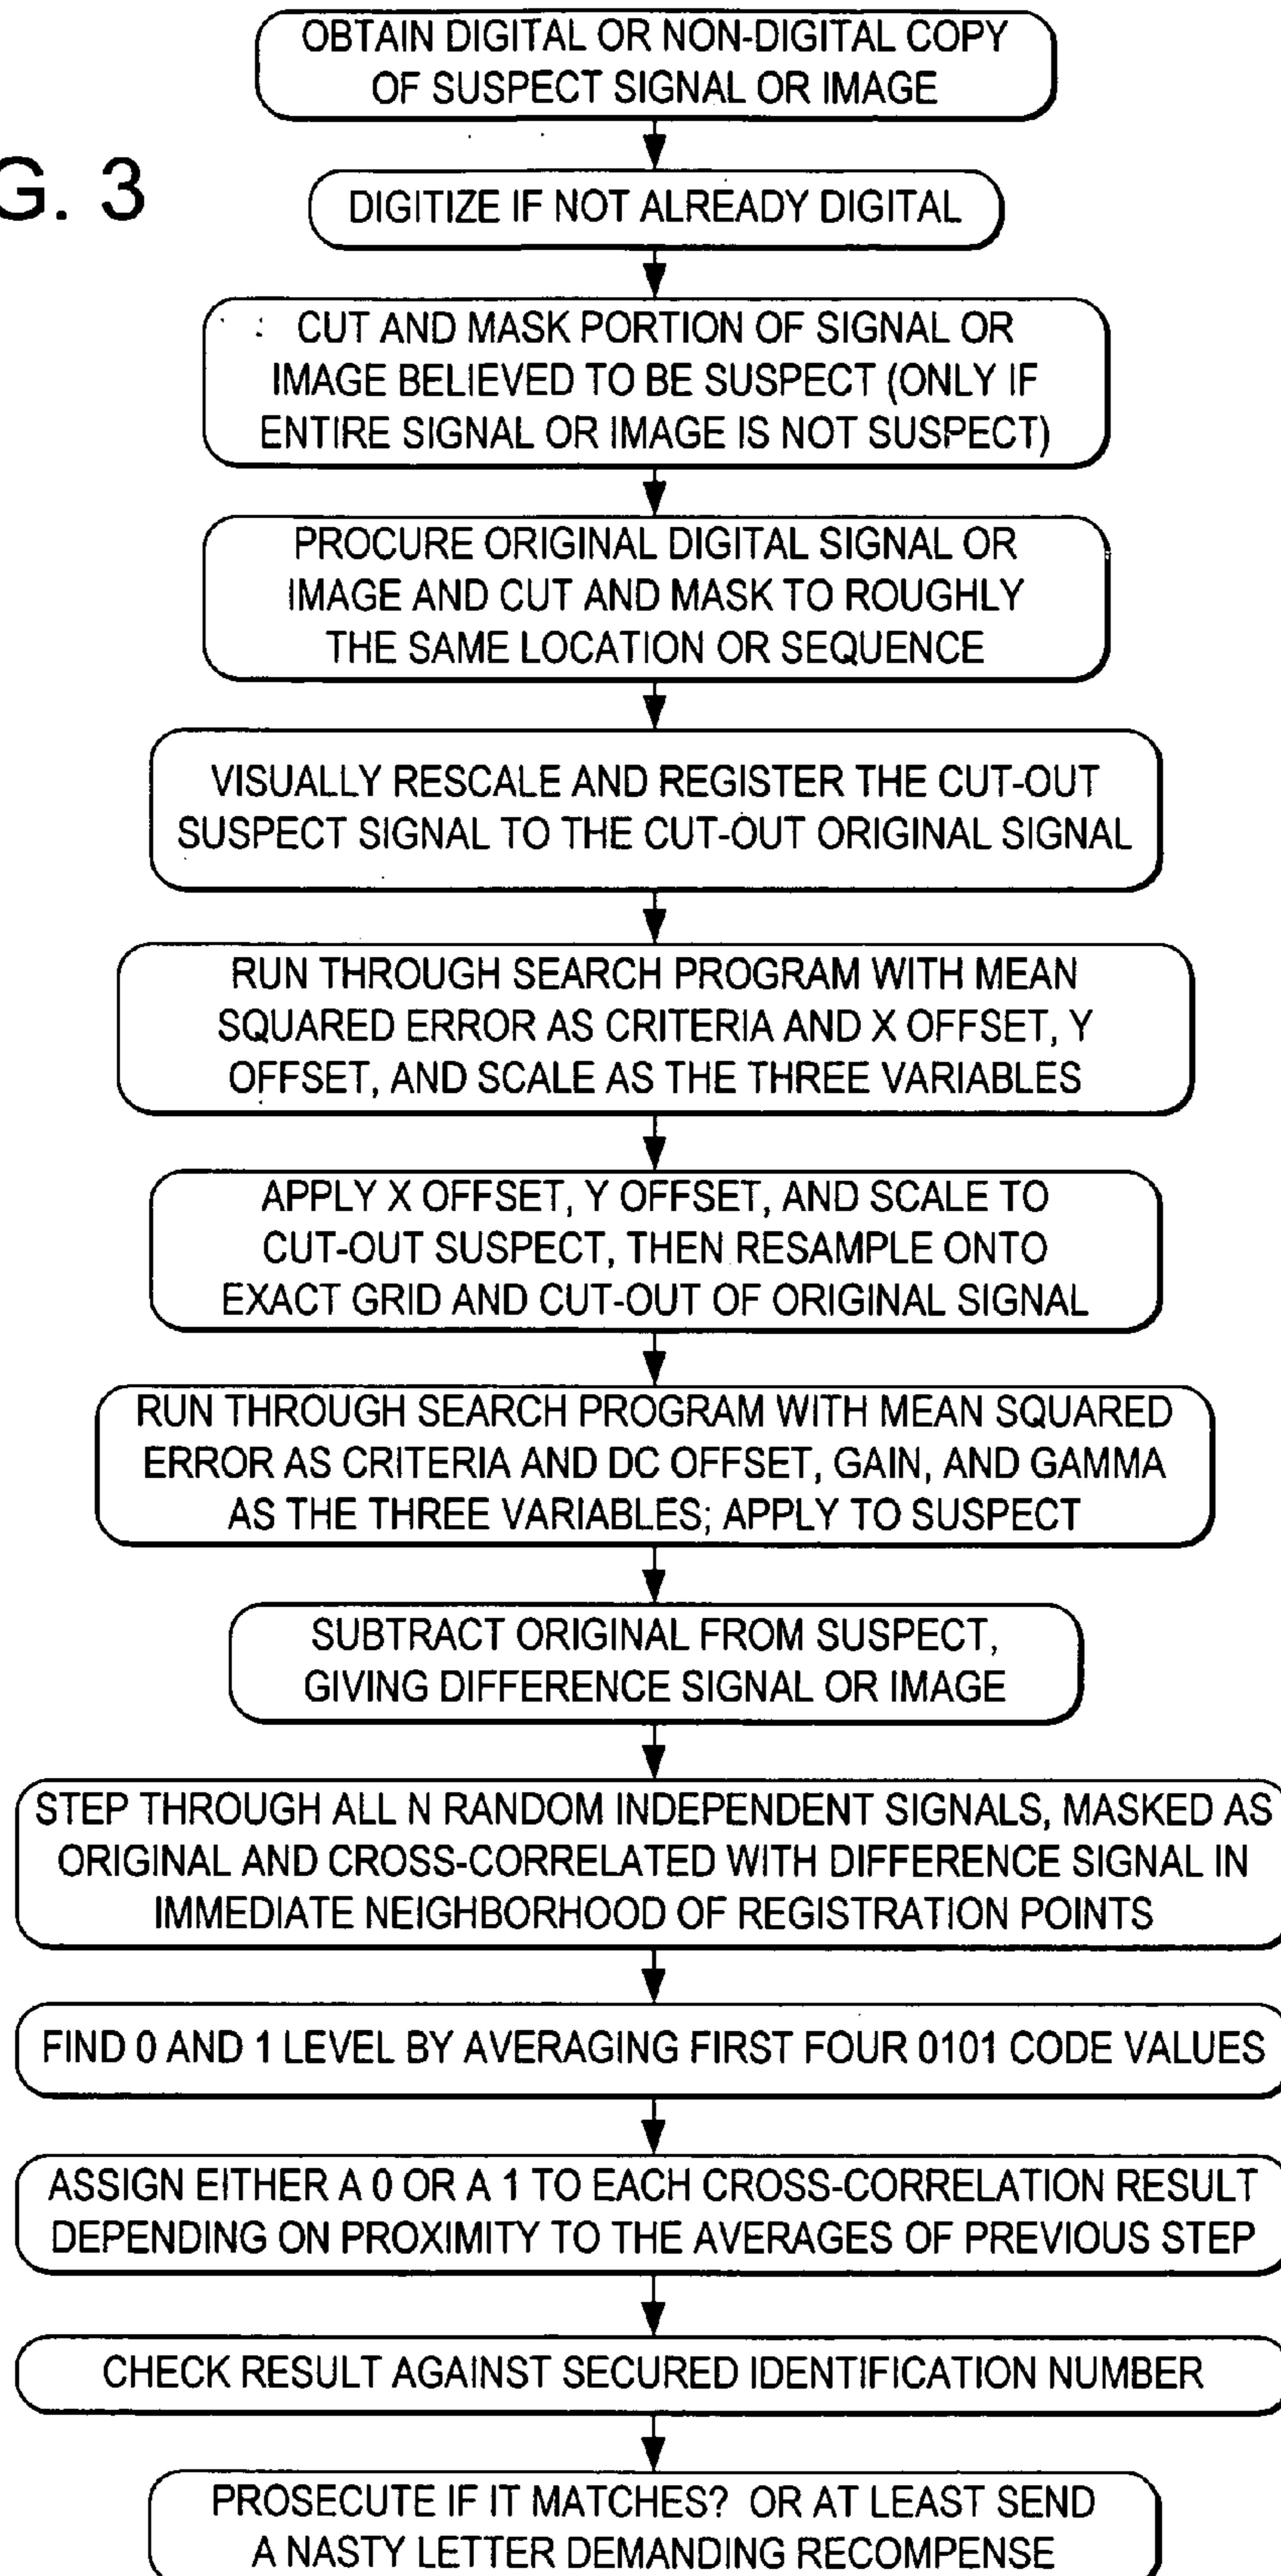 OBTAIN DIGITAL OR NON-DIGITAL COPY
OF SUSPECT SIGNAL OR IMAGE
G. 3
DIGITIZE IF NOT ALREADY DIGITAL
CUT AND MASK PORTION OF SIGNAL OR
IMAGE BELIEVED TO BE SUSPECT (ONLY IF
ENTIRE SIGNAL OR IMAGE IS NOT SUSPECT)
PROCURE ORIGINAL DIGITAL SIGNAL OR
IMAGE AND CUT AND MASK TO ROUGHLY
THE SAME LOCATION OR SEQUENCE
VISUALLY RESCALE AND REGISTER THE CUT-OUT
SUSPECT SIGNAL TO THE CUT-OUT ORIGINAL SIGNAL
RUN THROUGH SEARCH PROGRAM WITH MEAN
SQUARED ERROR AS CRITERIA AND X OFFSET, Y
OFFSET, AND SCALE AS THE THREE VARIABLES
APPLY X OFFSET, Y OFFSET, AND SCALE TO
CUT-OUT SUSPECT, THEN RESAMPLE ONTO
EXACT GRID AND CUT-OUT OF ORIGINAL SIGNAL
RUN THROUGH SEARCH PROGRAM WITH MEAN SQUARED
ERROR AS CRITERIA AND DC OFFSET, GAIN, AND GAMMA
AS THE THREE VARIABLES; APPLY TO SUSPECT
SUBTRACT ORIGINAL FROM SUSPECT,
GIVING DIFFERENCE SIGNAL OR IMAGE
STEP THROUGH ALL N RANDOM INDEPENDENT SIGNALS, MASKED AS
ORIGINAL AND CROSS-CORRELATED WITH DIFFERENCE SIGNAL IN
IMMEDIATE NEIGHBORHOOD OF REGISTRATION POINTS
FIND 0 AND 1 LEVEL BY AVERAGING FIRST FOUR 0101 CODE VALUES
ASSIGN EITHER A 0 OR A 1 TO EACH CROSS-CORRELATION RESULT
DEPENDING ON PROXIMITY TO THE AVERAGES OF PREVIOUS STEP
CHECK RESULT AGAINST SECURED IDENTIFICATION NUMBER
PROSECUTE IF IT MATCHES? OR AT LEAST SEND
A NASTY LETTER DEMANDING RECOMPENSE